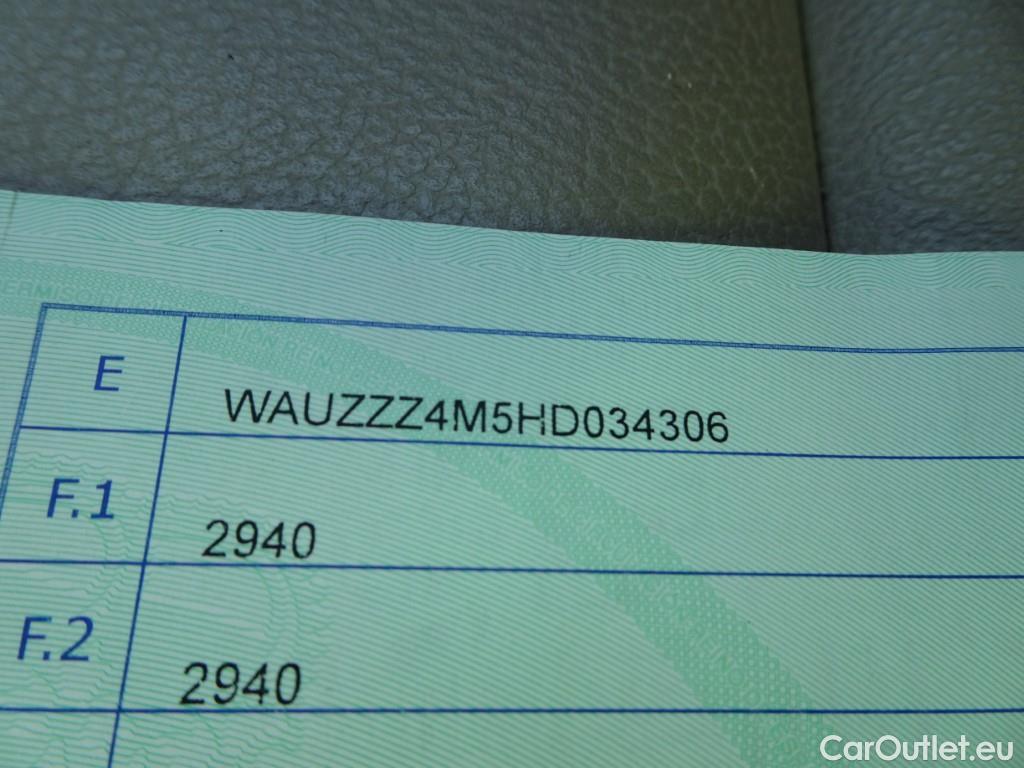 E WAUZZZ4M5HD034306
F.1 2940
F.2 2940
CarOutlet.eu